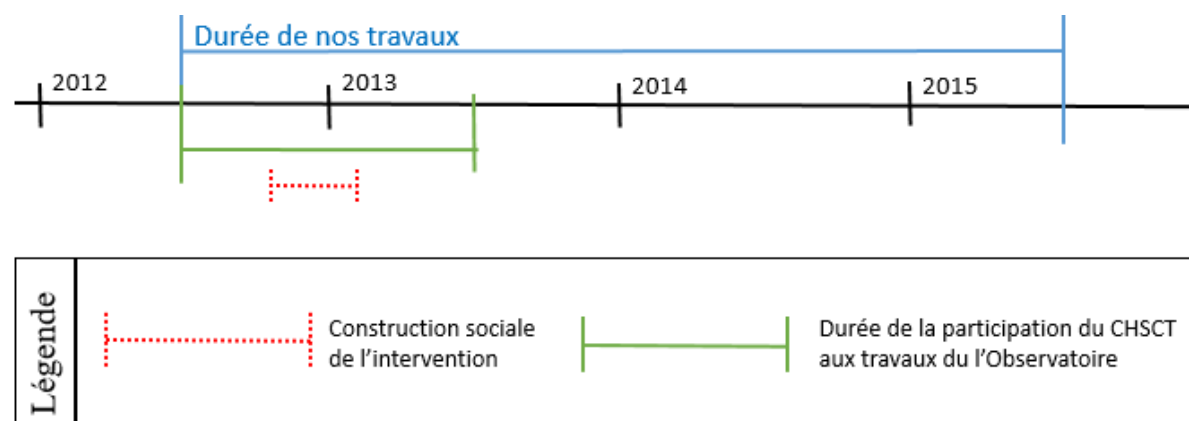 Durée de nos travaux
2012
2013
2014
2015
Légende
Construction sociale
de l'intervention
Durée de la participation du CHSCT
aux travaux du l'Observatoire